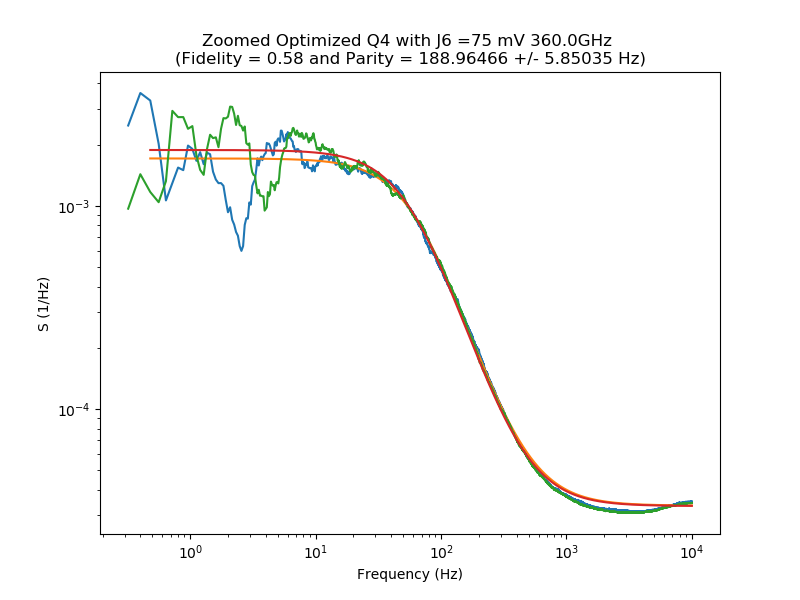 Zoomed Optimized Q4 with J6 =75 mV 360.0GHz
(Fidelity = 0.58 and Parity = 188.96466 +/- 5.85035 Hz)
10⁻³
10⁻⁴
S (1/Hz)
10⁰ 10¹ 10² 10³ 10⁴
Frequency (Hz)